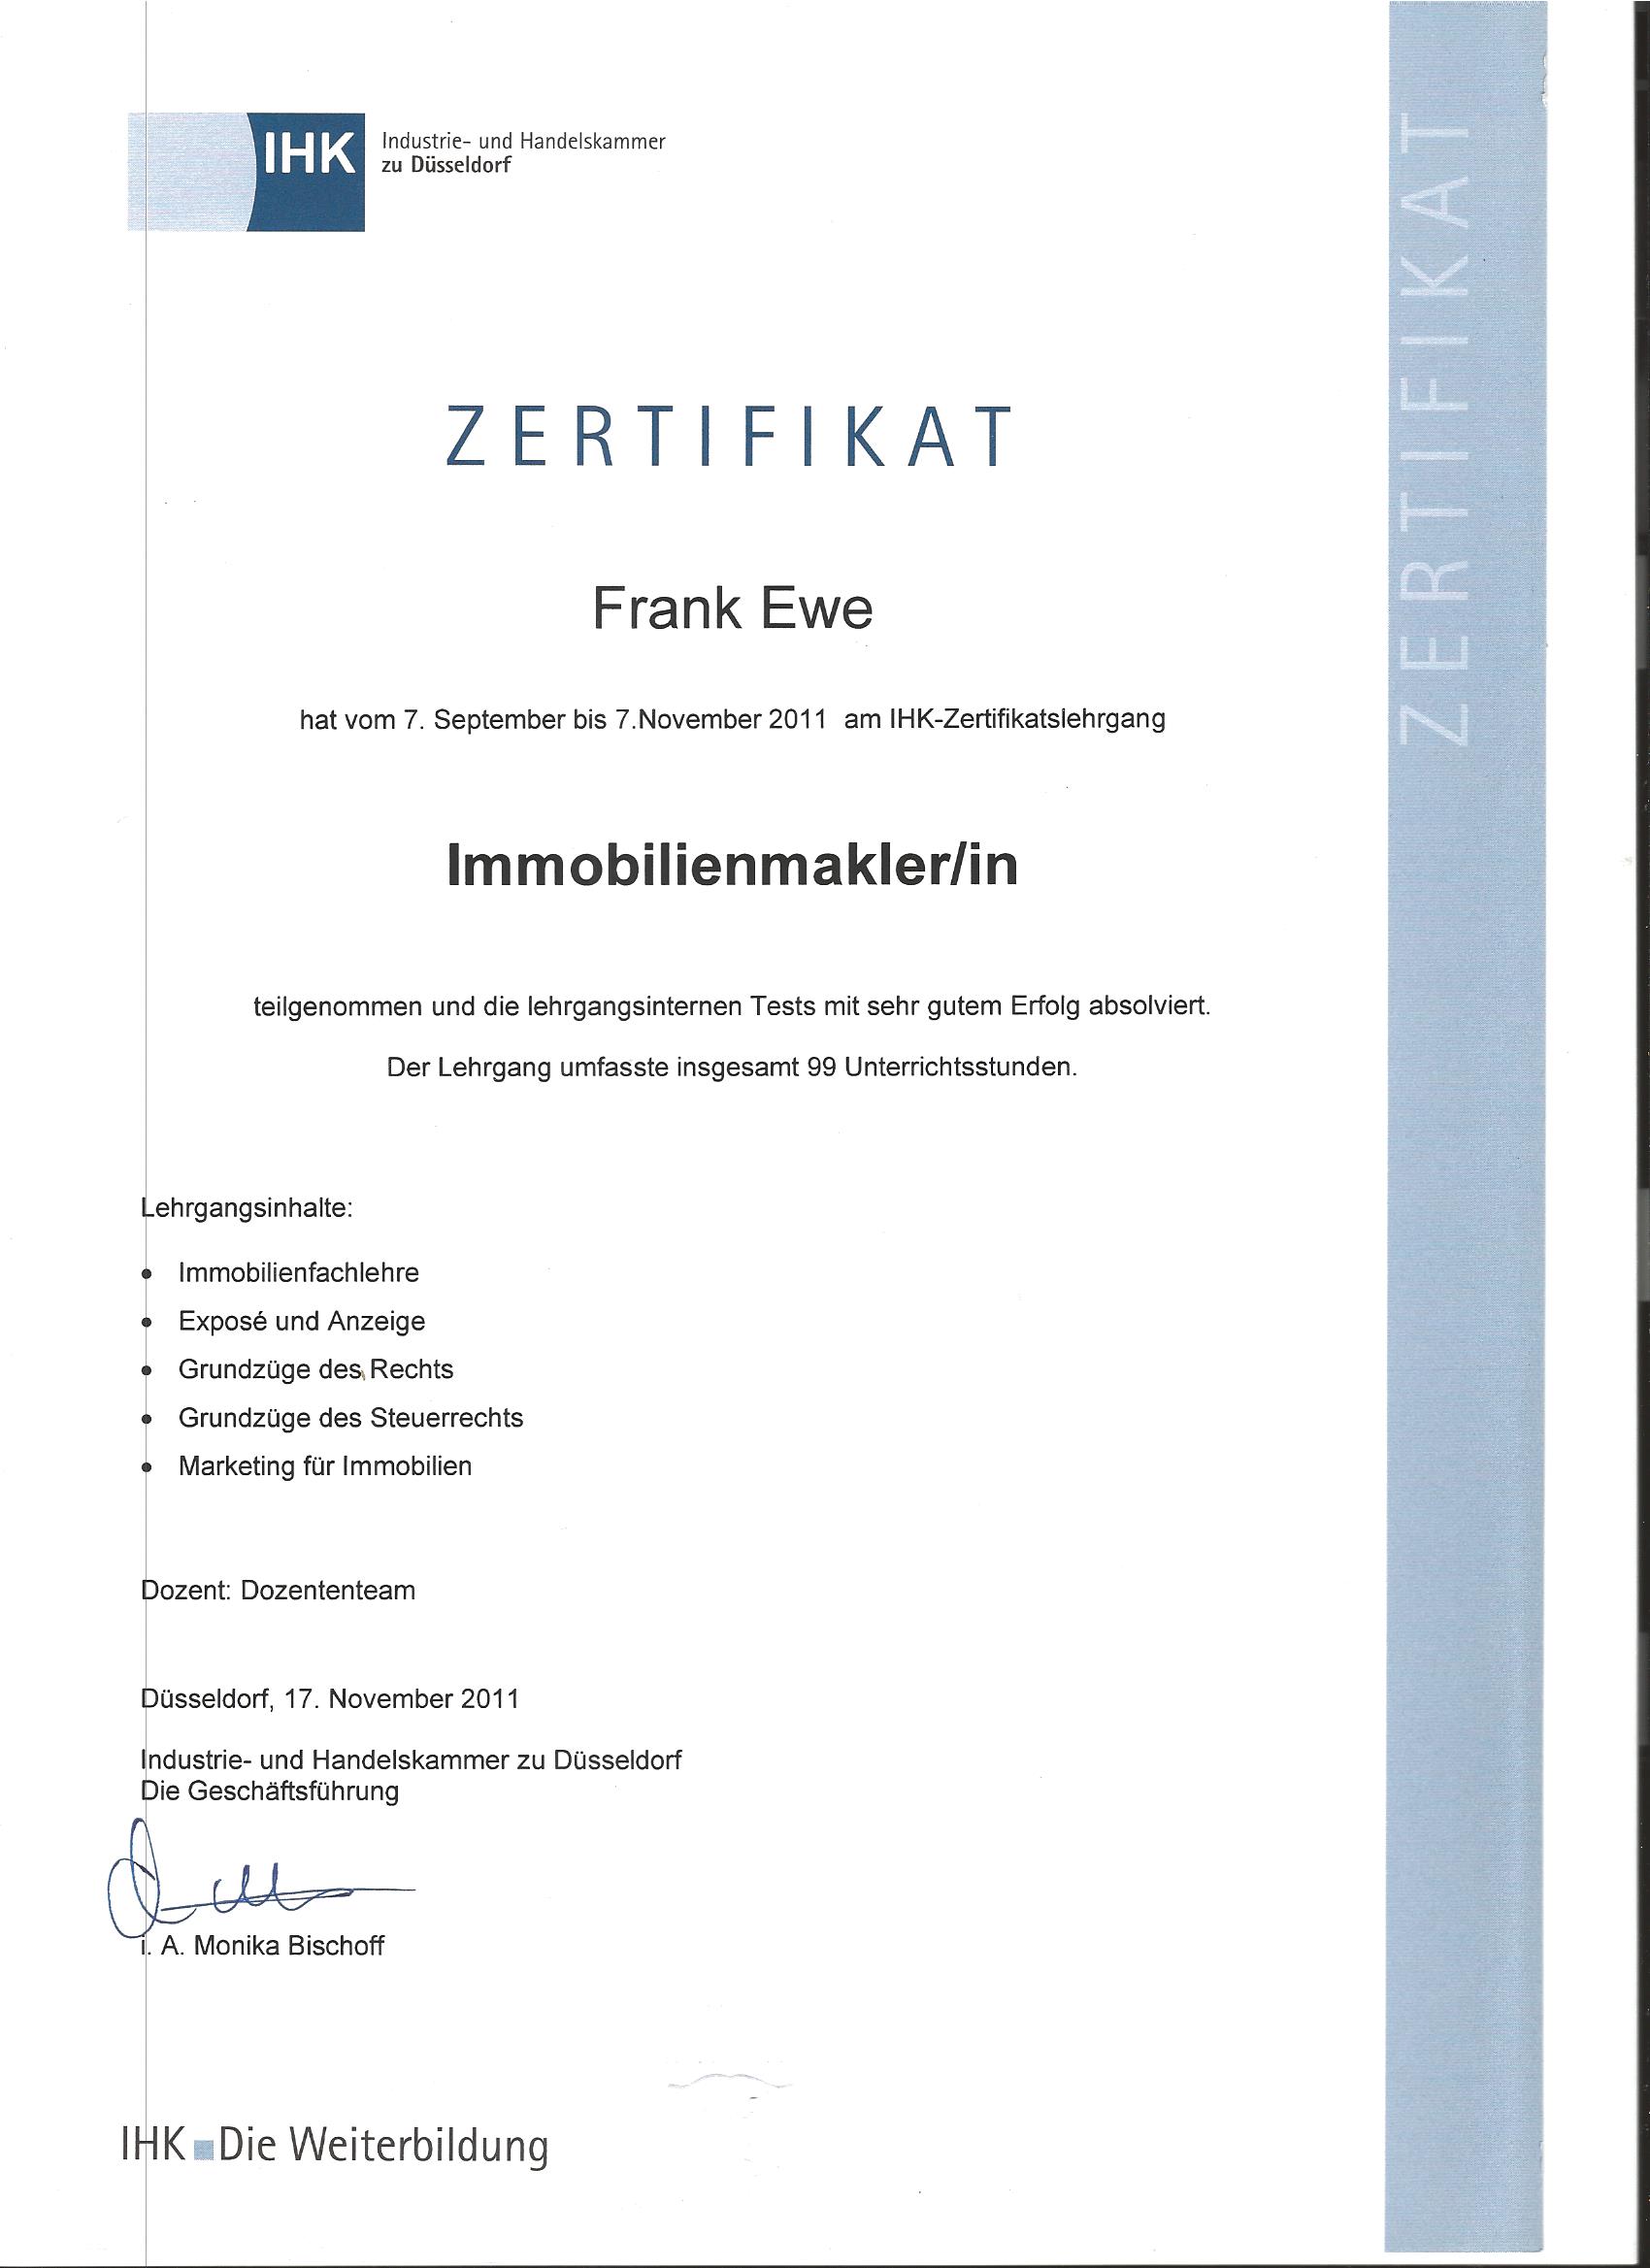 IHK
Industrie- und Handelskammer
zu Düsseldorf
ZERTIFIKAT
ZERTIFIKAT
Frank Ewe
hat vom 7. September bis 7.November 2011 am IHK-Zertifikatslehrgang
Immobilienmakler/in
teilgenommen und die lehrgangsinternen Tests mit sehr gutem Erfolg absolviert.
Der Lehrgang umfasste insgesamt 99 Unterrichtsstunden.
Lehrgangsinhalte:
• Immobilienfachlehre
• Exposé und Anzeige
• Grundzüge des Rechts
• Grundzüge des Steuerrechts
• Marketing für Immobilien
Dozent: Dozententeam
Düsseldorf, 17. November 2011
Industrie- und Handelskammer zu Düsseldorf
Die Geschäftsführung
i. A. Monika Bischoff
IHK Die Weiterbildung